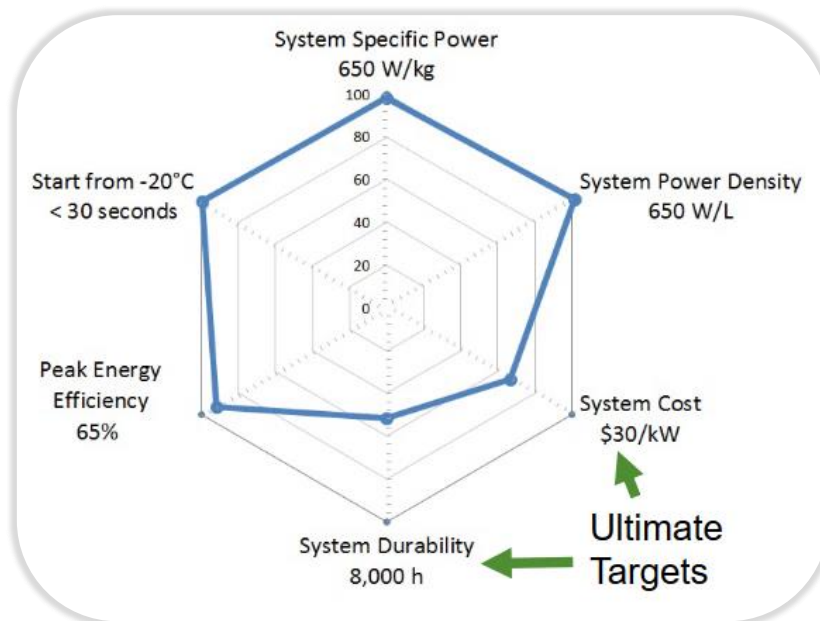 System Specific Power
650 W/kg
100
80
60
40
20
0
Start from -20°C
< 30 seconds
System Power Density
650 W/L
Peak Energy
Efficiency
65%
System Cost
$30/kW
System Durability
8,000 h
Ultimate
Targets